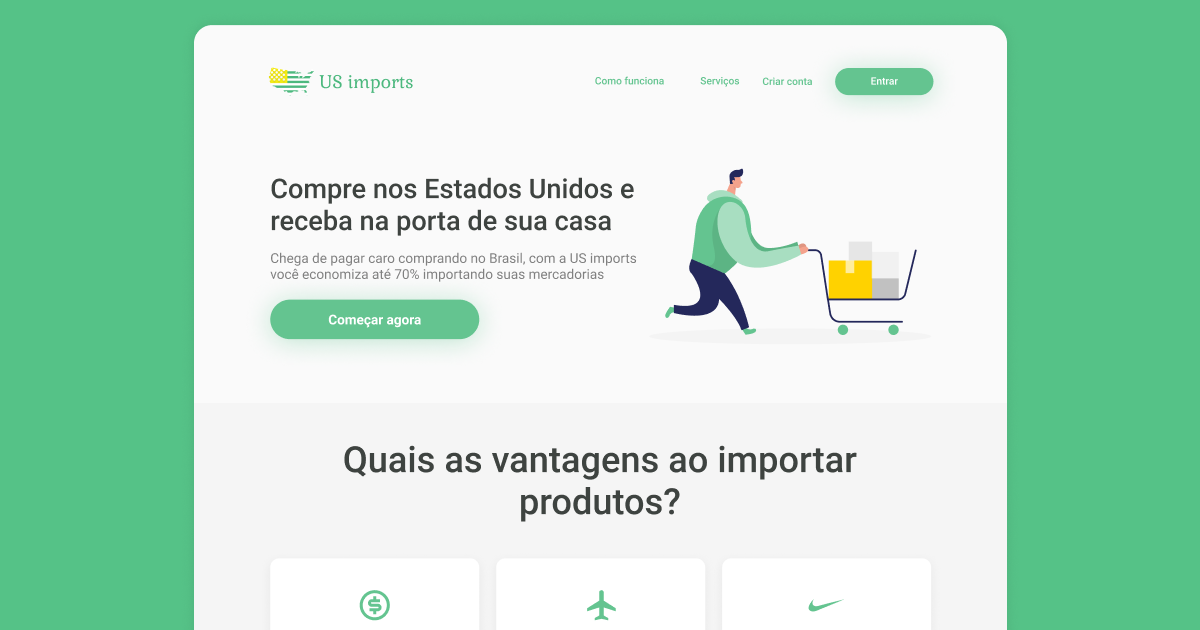 US imports
Como funciona
Serviços
Criar conta
Entrar
Compre nos Estados Unidos e
receba na porta de sua casa
Chega de pagar caro comprando no Brasil, com a US imports
você economiza até 70% importando suas mercadorias
Começar agora
Quais as vantagens ao importar
produtos?